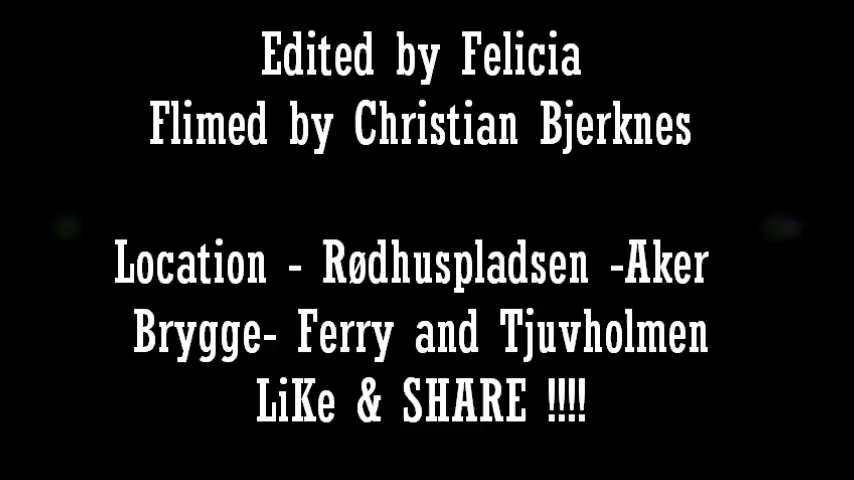 Edited by Felicia
Flimed by Christian Bjerknes
Location - Rødhuspladsen -Aker
Brygge- Ferry and Tjuvholmen
LiKe & SHARE !!!!